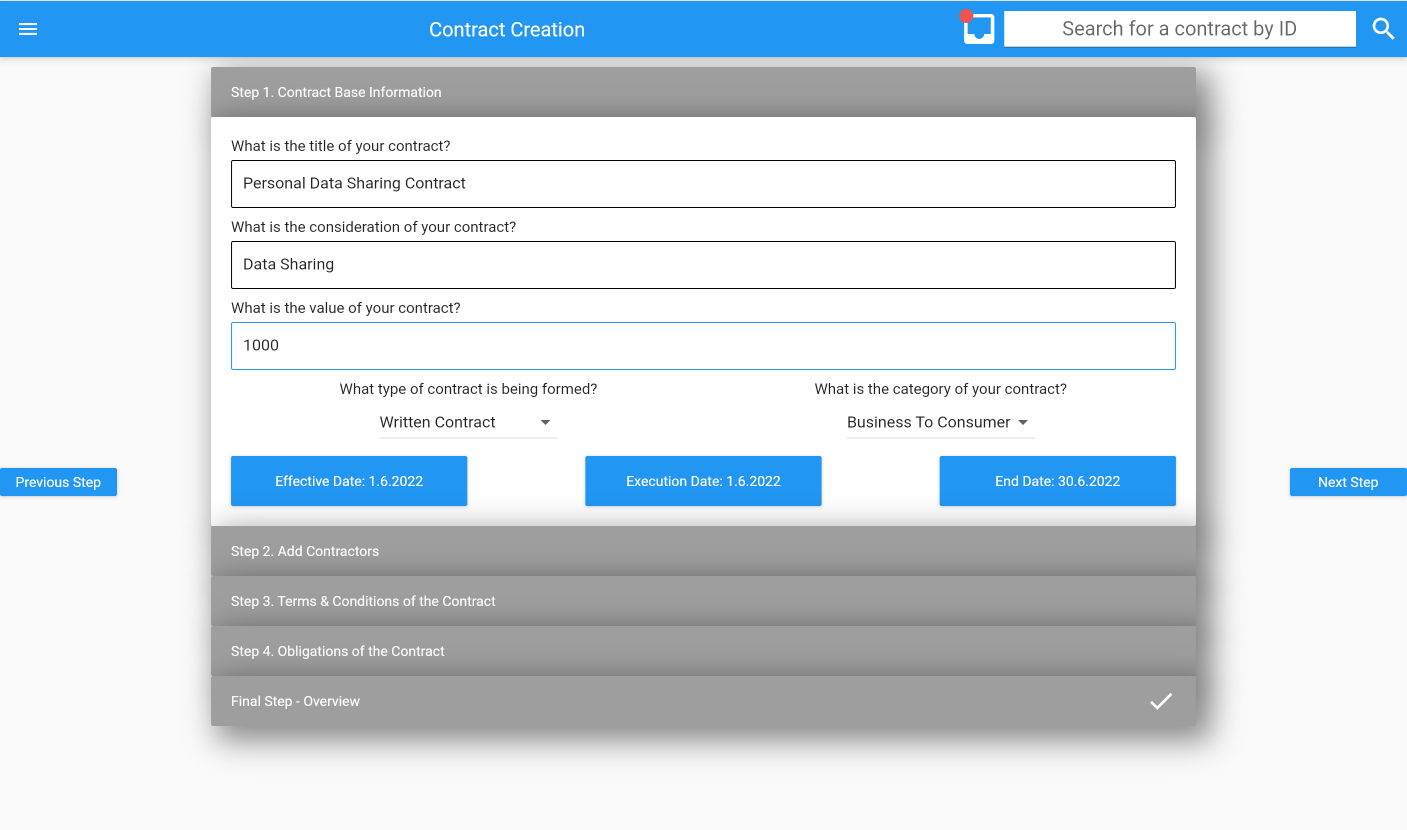 Contract Creation
Search for a contract by ID
Step 1. Contract Base Information
What is the title of your contract?
Personal Data Sharing Contract
What is the consideration of your contract?
Data Sharing
What is the value of your contract?
1000
What type of contract is being formed? What is the category of your contract?
Written Contract Business To Consumer
Effective Date: 1.6.2022 Execution Date: 1.6.2022 End Date: 30.6.2022
Previous Step Next Step
Step 2. Add Contractors
Step 3. Terms & Conditions of the Contract
Step 4. Obligations of the Contract
Final Step - Overview